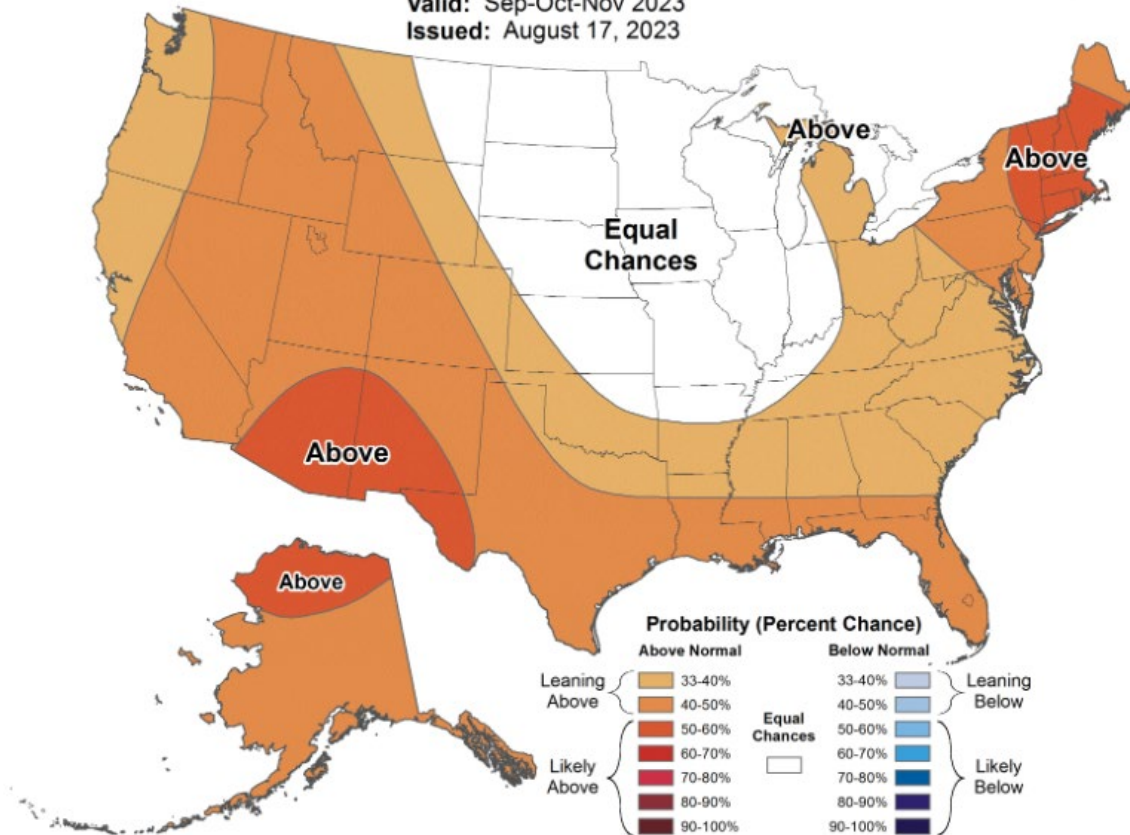 Valid: Sep-Oct-Nov 2023
Issued: August 17, 2023
Above
Above
Equal
Chances
Above
Above
Probability (Percent Chance)
Above Normal
Below Normal
Leaning
Above
33-40%
40-50%
Likely
Above
50-60%
60-70%
70-80%
80-90%
90-100%
Equal
Chances
33-40%
40-50%
Leaning
Below
50-60%
60-70%
70-80%
80-90%
90-100%
Likely
Below